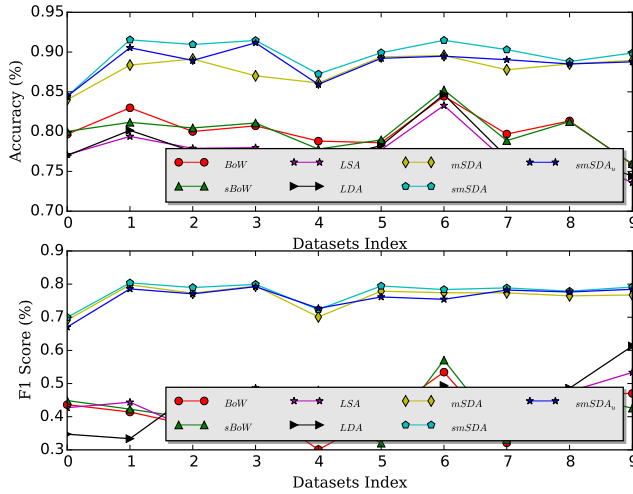 0.95
0.90
0.85
0.80
0.75
0.70
Accuracy (%)
0 1 2 3 4 5 6 7 8 9
Datasets Index
BoW LSA mSDA smSDA_u
sBoW LDA smSDA
0.9
0.8
0.7
0.6
0.5
0.4
0.3
F1 Score (%)
0 1 2 3 4 5 6 7 8 9
Datasets Index
BoW LSA mSDA smSDA_u
sBoW LDA smSDA